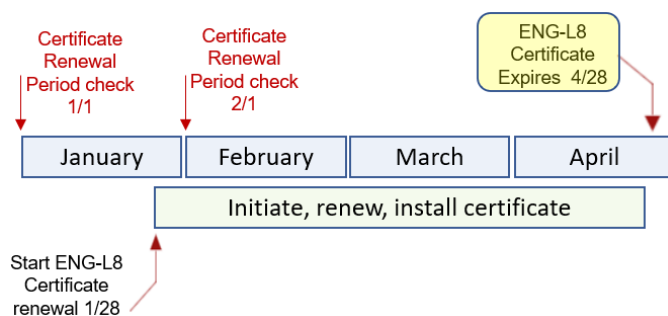 Certificate
Renewal
Period check
1/1
Certificate
Renewal
Period check
2/1
ENG-L8
Certificate
Expires 4/28
January
February
March
April
Initiate, renew, install certificate
Start ENG-L8
Certificate
renewal 1/28